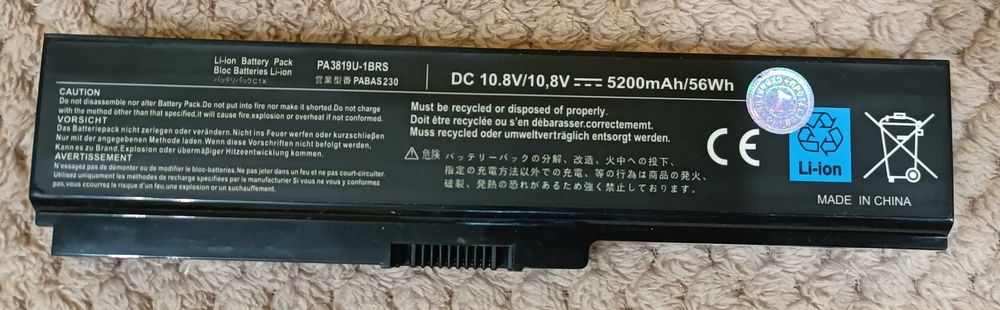 Li-ion Battery Pack
Bloc Batteries Li-ion
バッテリパックC1X
PA3819U-1BRS
営業型番 PABAS230
DC 10.8V/10,8V 5200mAh/56Wh
CAUTION
Do not disassemble nor alter Battery Pack. Do not put in fire nor make it shorted. Do not charge
with the method other than that specified, it will cause fire, explosion or overheat if not conformed.
VORSICHT
Das Batteriepack nicht zerlegen oder verändern. Nicht ins Feuer werfen oder kurzschließen.
Nur mit der angegebenen Methode laden. Wenn diese Hinweise nicht beachtet werden,
Kann es zu Brand, Explosion oder übermäßiger Hitzeentwicklung kommen.
AVERTISSEMENT
N'essayez pas de démonter ou de modifier le bloc-batteries. Ne pas jeter dans au feu et ne pas court-circuiter.
Utilisez uniquement les méthodes de recharge specifiées par le manufacturier Si vous ne vous conformez
pas, vous courrez le risque d'un feu, une explosion or un surchauffement.
Must be recycled or disposed of properly.
Doit être recyclée ou s/en débarasser.correctememt.
Muss recycled oder umweltverträglich entsorgt werden.
危険 バッテリーパックの分解、改造、火中への投下、
指定の充電方法以外での充電、等の行為は商品の発火、
破裂、発熱の恐れがあるため強く禁止しております。
Li-ion
MADE IN CHINA